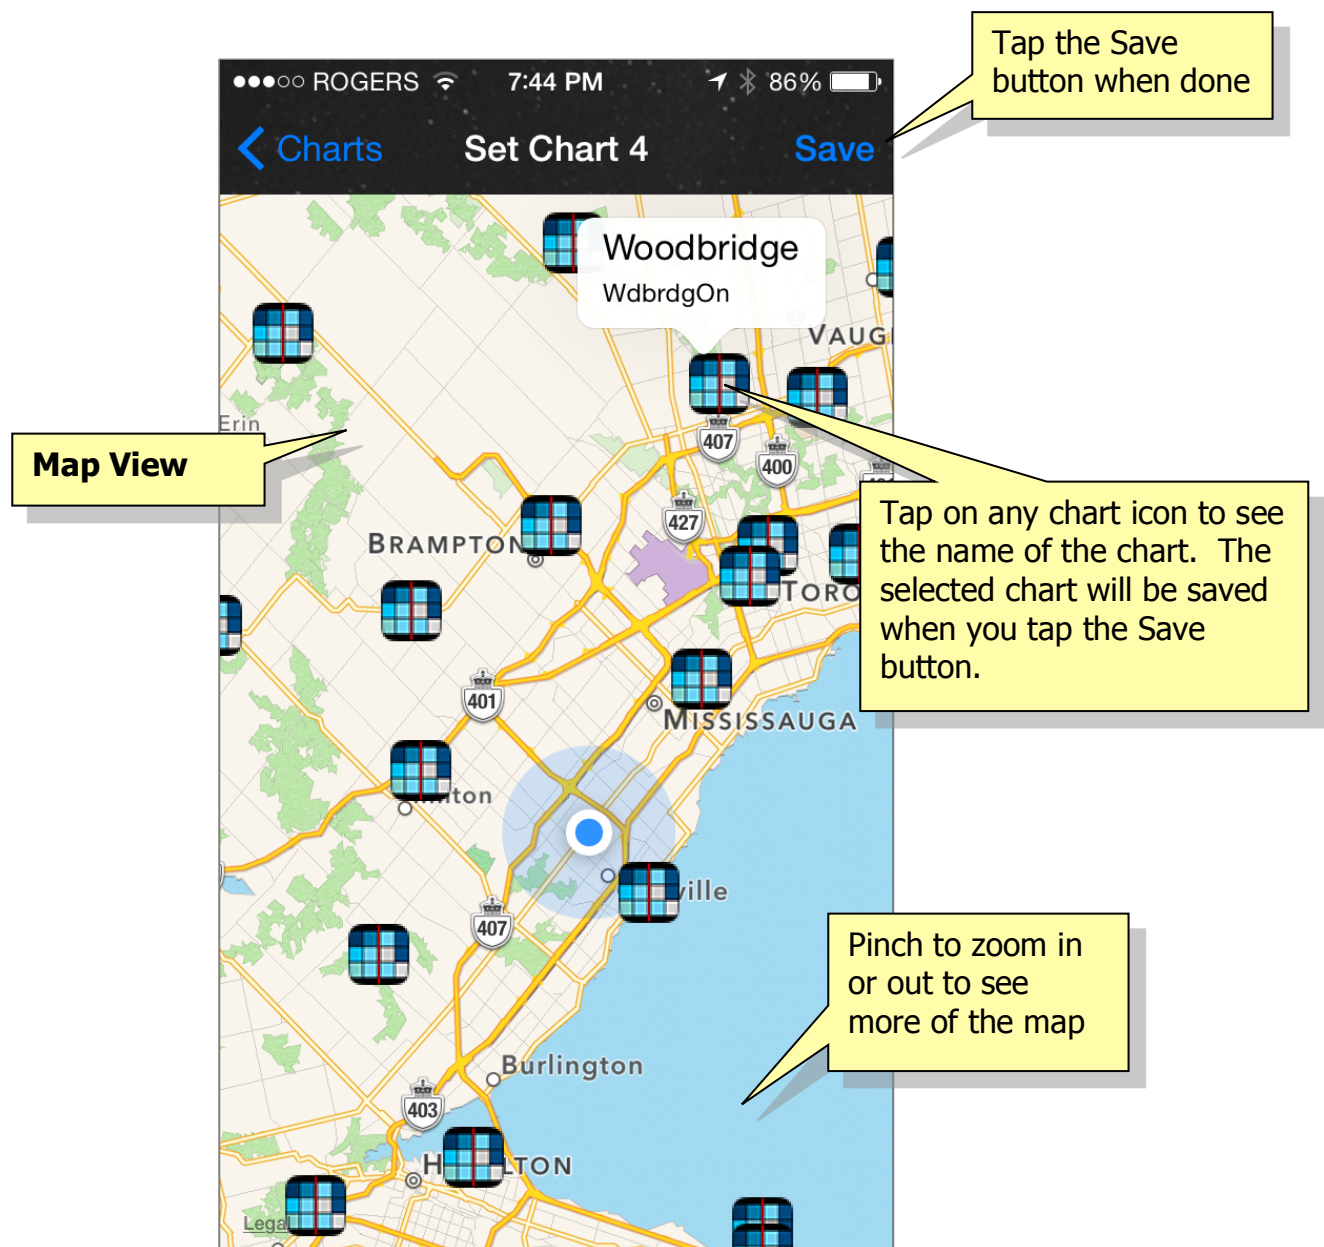 Tap the Save
button when done
ROGERS 7:44 PM 86%
Charts Set Chart 4 Save
Woodbridge
WdbrdgOn
VAUG
Erin
407
400
Map View
427
BRAMPTON
Tap on any chart icon to see
the name of the chart. The
selected chart will be saved
when you tap the Save
button.
TORO
401
MISSISSAUGA
ton
ville
407
Pinch to zoom in
or out to see
more of the map
Burlington
403
H LTON
Legal